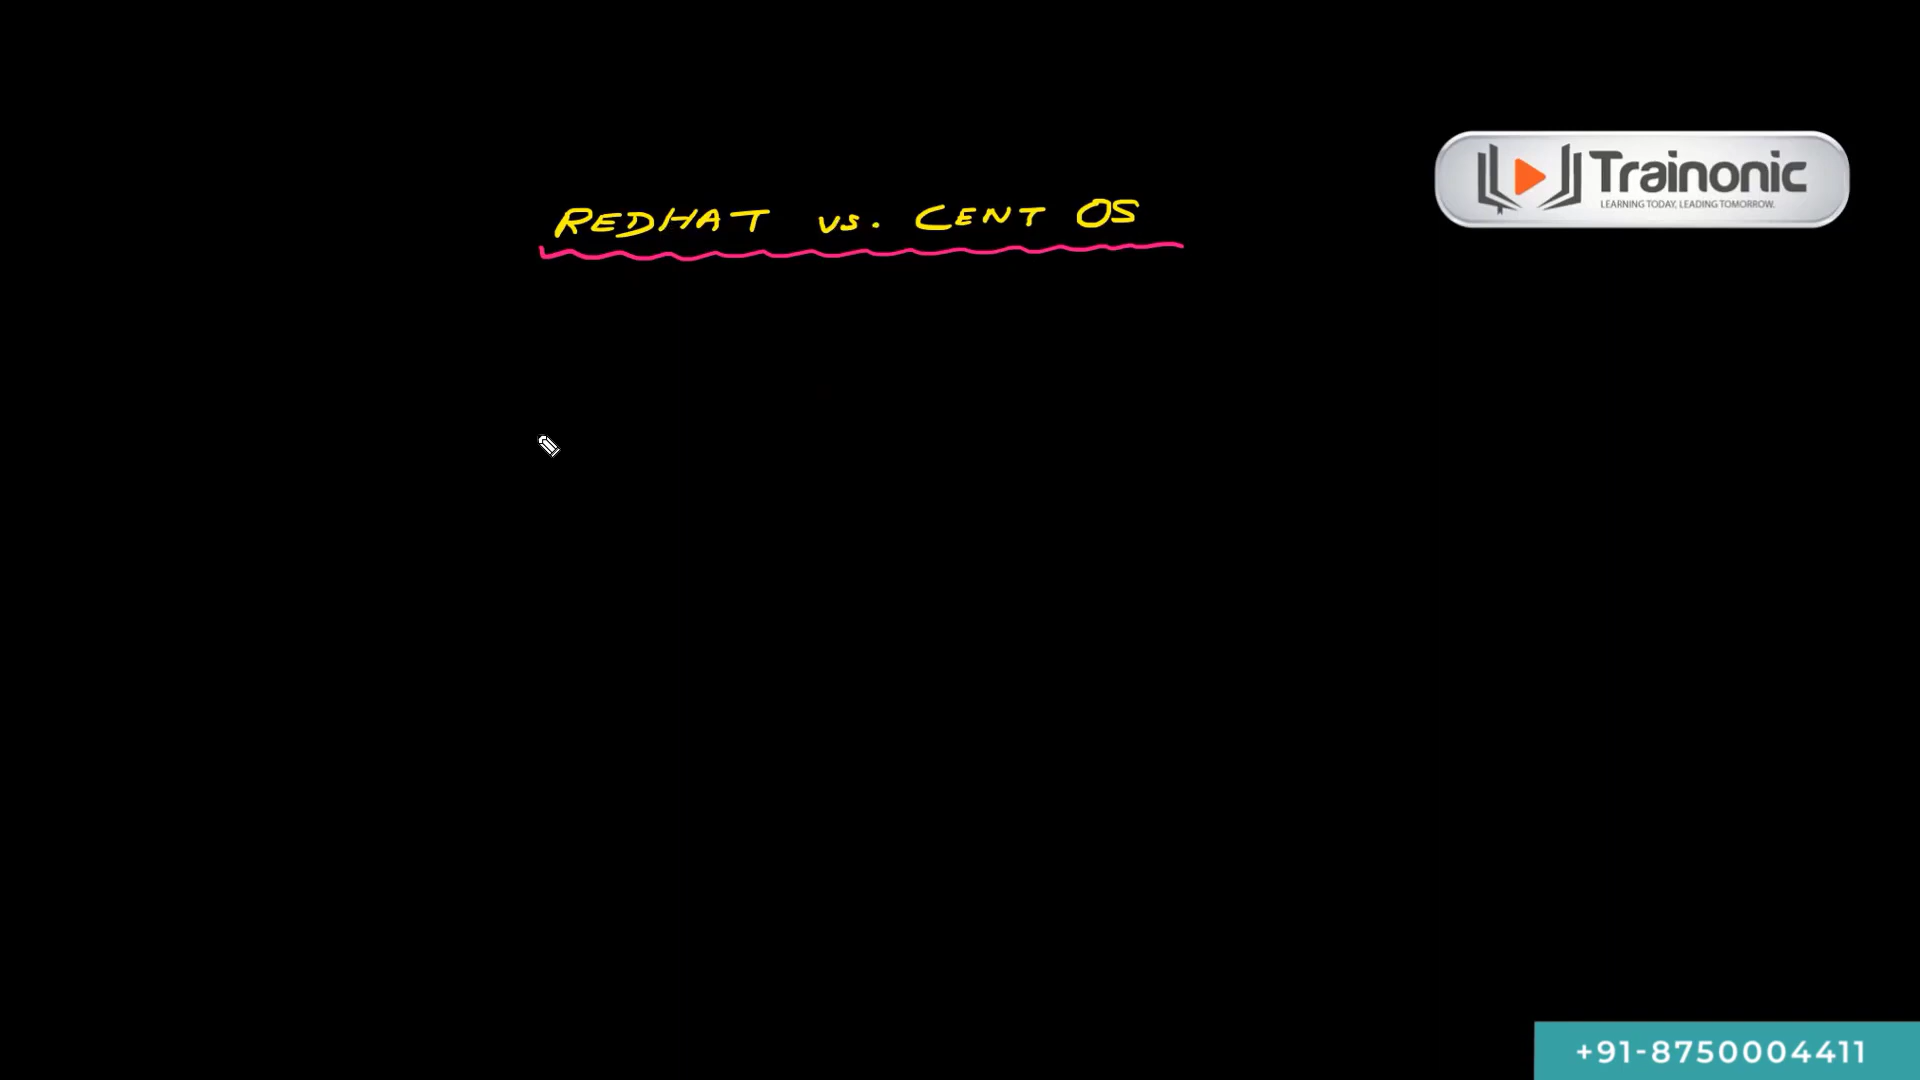 REDHAT vs. CENT OS
Trainonic
LEARNING TODAY, LEADING TOMORROW.
+91-8750004411